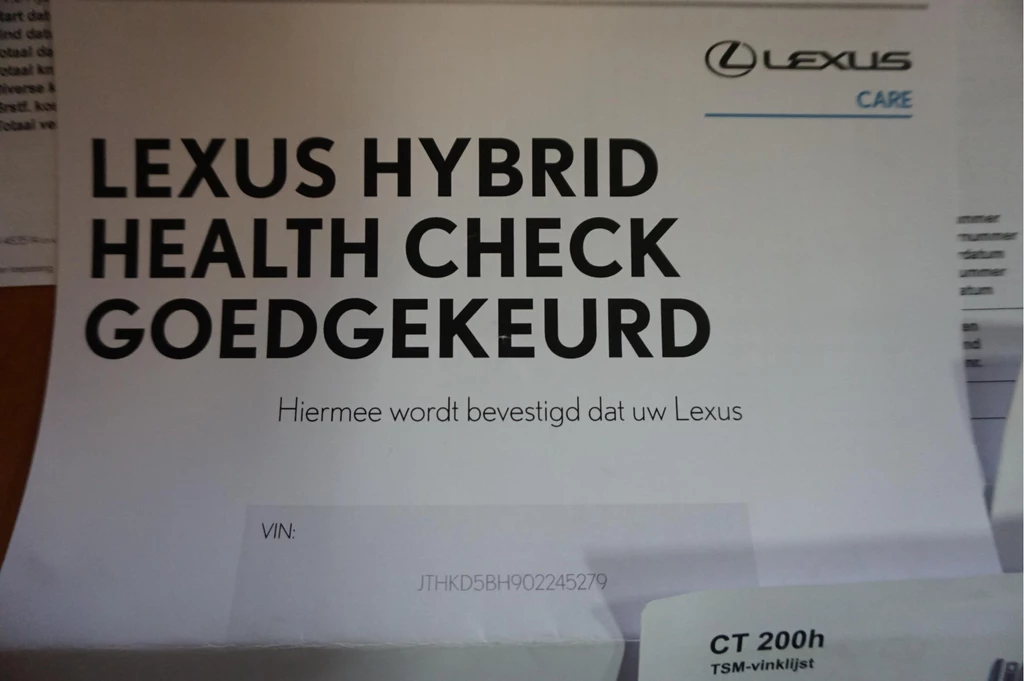 LEXUS
CARE
LEXUS HYBRID
HEALTH CHECK
GOEDGEKEURD
Hiermee wordt bevestigd dat uw Lexus
VIN:
JTHKD5BH902245279
CT 200h
TSM-vinklijst